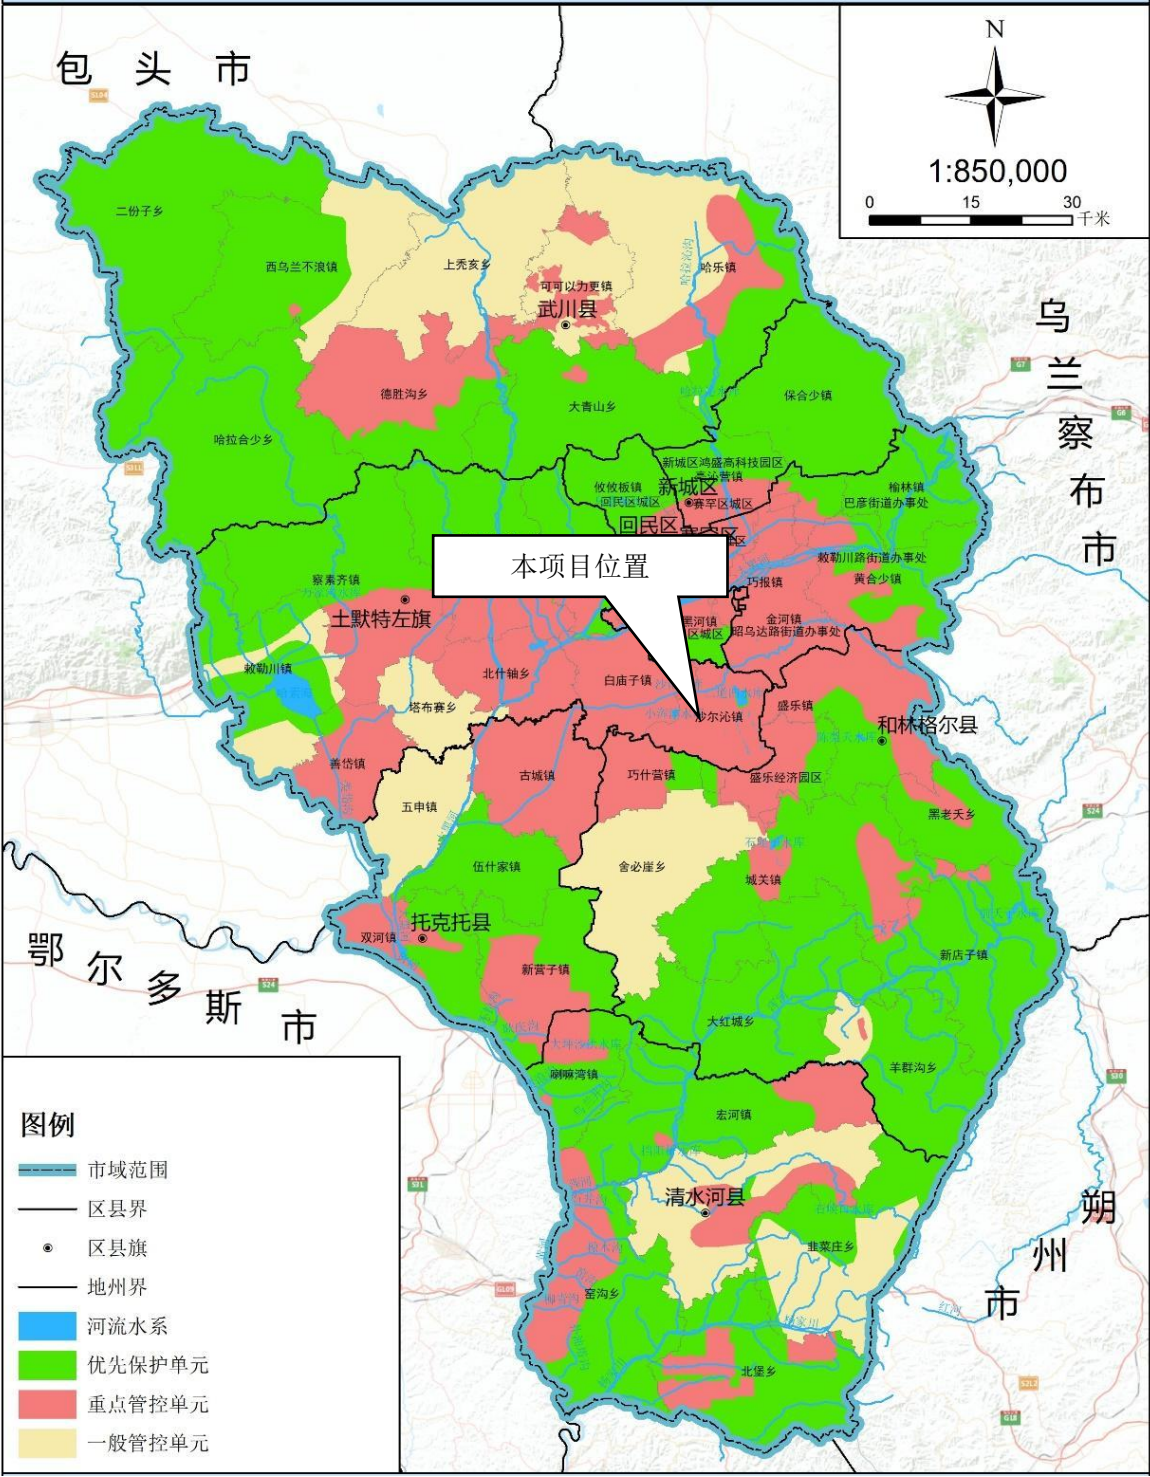 包头市
N
1:850,000
0 15 30 千米
二份子乡
西乌兰不浪镇
上秃亥乡
哈乐镇
可可以力更镇
武川县
乌兰察布市
德胜沟乡
大青山乡
保合少镇
哈拉合少乡
新城区鸿盛高科技园区
攸攸板镇
新城区
榆林镇
回民区城区
赛罕区城区
巴彦街道办事处
回民区
本项目位置
敕勒川路街道办事处
察素齐镇
巧报镇
黄合少镇
土默特左旗
金河镇
昭乌达路街道办事处
敕勒川镇
北什轴乡
白庙子镇
塔布赛乡
沙尔沁镇
盛乐镇
和林格尔县
善岱镇
古城镇
巧什营镇
盛乐经济园区
五申镇
黑老夭乡
伍什家镇
舍必崖乡
城关镇
托克托县
双河镇
鄂尔多斯市
新营子镇
新店子镇
大红城乡
喇嘛湾镇
羊群沟乡
宏河镇
清水河县
韭菜庄乡
朔州市
窑沟乡
红河
北堡乡
图例
市域范围
区县界
区县旗
地州界
河流水系
优先保护单元
重点管控单元
一般管控单元